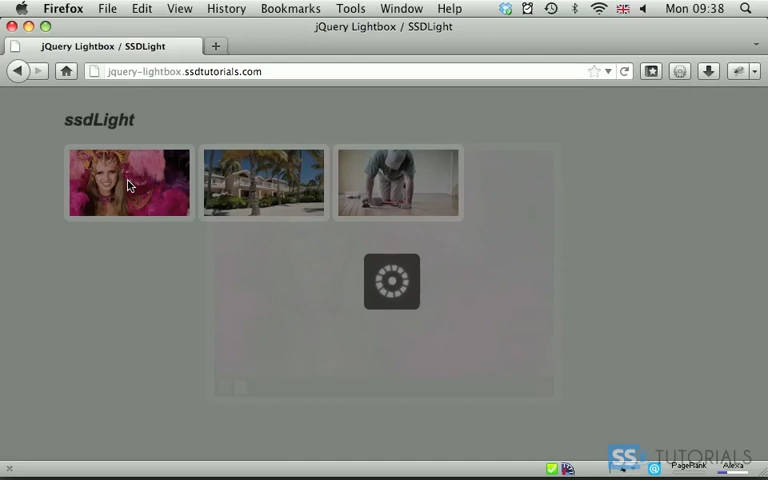 Firefox File Edit View History Bookmarks Tools Window Help Mon 09:38
jQuery Lightbox / SSDLight
jQuery Lightbox / SSDLight
jquery-lightbox.ssdtutorials.com
ssdLight
SS TUTORIALS
PageRank Alexa